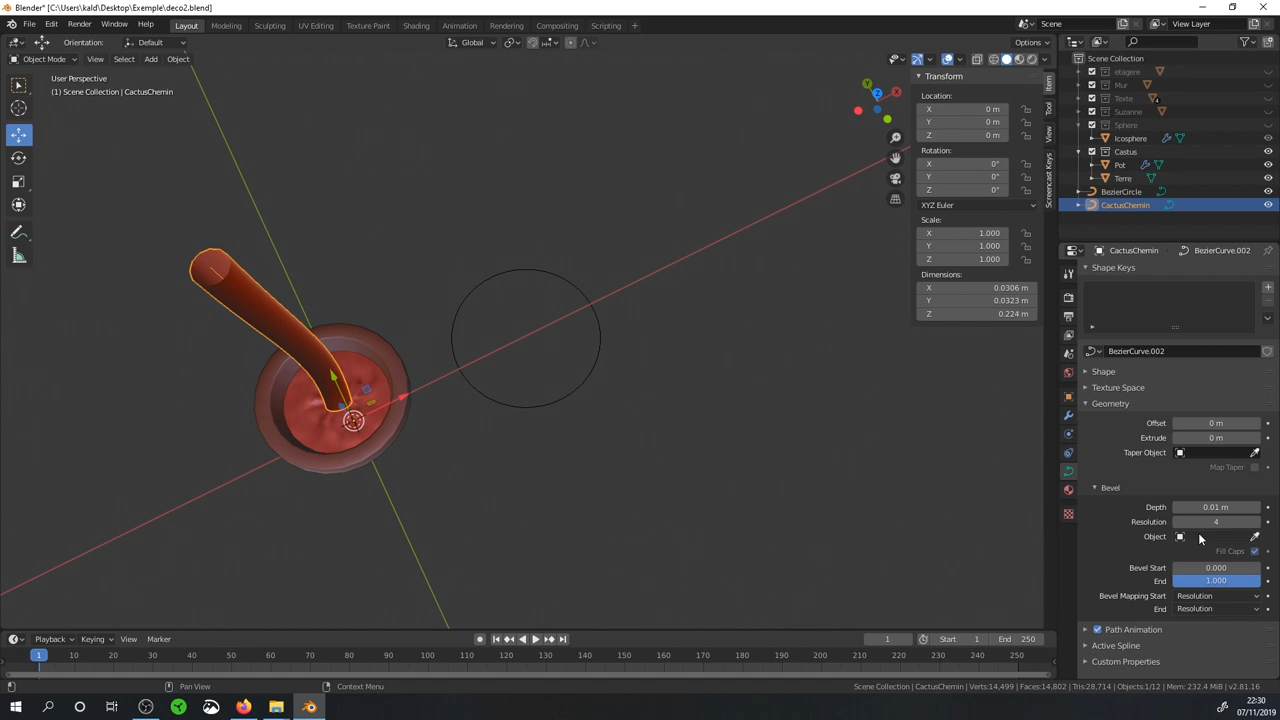 Blender* [C:\Users\kald\Desktop\Exemple\deco2.blend]
File Edit Render Window Help Layout Modeling Sculpting UV Editing Texture Paint Shading Animation Rendering Compositing Scripting + Scene View Layer
Orientation: Default Global Options
Object Mode View Select Add Object
User Perspective
(1) Scene Collection | CactusChemin
Y
X
Z
Transform
Location:
X 0 m
Y 0 m
Z 0 m
Rotation:
X 0°
Y 0°
Z 0°
XYZ Euler
Scale:
X 1.000
Y 1.000
Z 1.000
Dimensions:
X 0.0306 m
Y 0.0323 m
Z 0.224 m
Item
Tool
View
Screencast Keys
Scene Collection
etagere
Mur
Texte 4
Suzanne
Sphere
Icosphere
Castus
Pot
Terre
BezierCircle
CactusChemin
CactusChemin BezierCurve.002
Shape Keys
BezierCurve.002
Shape
Texture Space
Geometry
Offset 0 m
Extrude 0 m
Taper Object
Map Taper
Bevel
Depth 0.01 m
Resolution 4
Object
Fill Caps
Bevel Start 0.000
End 1.000
Bevel Mapping Start Resolution
End Resolution
Path Animation
Active Spline
Custom Properties
Playback Keying View Marker 1 Start 1 End 250
1 10 20 30 40 50 60 70 80 90 100 110 120 130 140 150 160 170 180 190 200 210 220 230 240 250
Pan View Context Menu Scene Collection | CactusChemin | Verts:14,499 | Faces:14,802 | Tris:28,714 | Objects:1/12 | Mem: 232.4 MiB | v2.81.16
22:30
07/11/2019